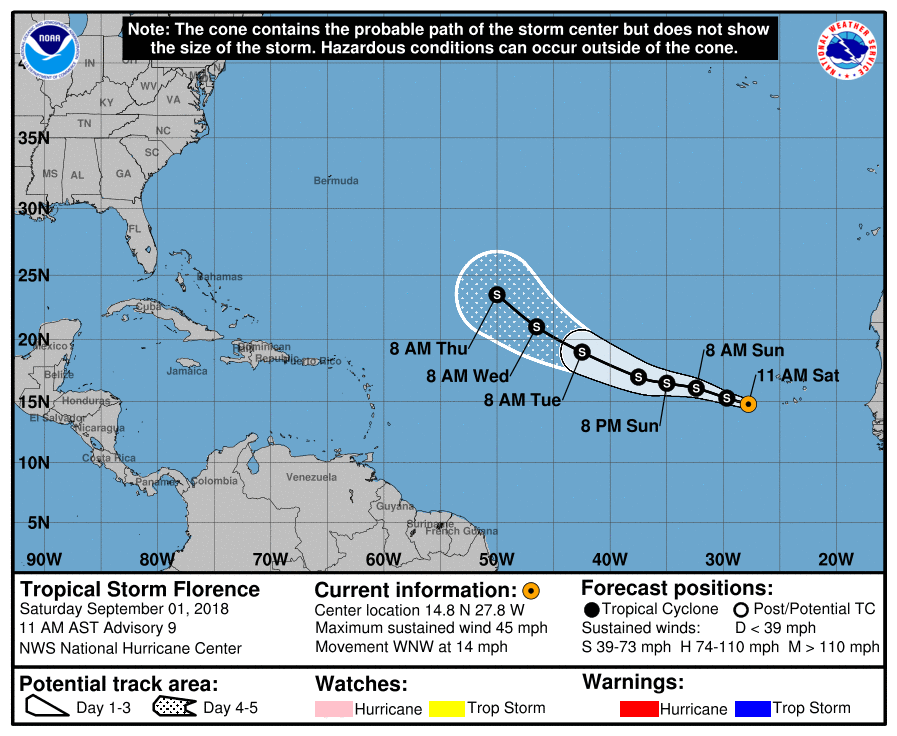 Note: The cone contains the probable path of the storm center but does not show
the size of the storm. Hazardous conditions can occur outside of the cone.
NOAA
NATIONAL WEATHER SERVICE
IN
WV
KY
VA
TN
NC
35N
SC
MS
AL
GA
Bermuda
30N
FL
25N
Bahamas
Cuba
20N
Mexico
Dominican
Republic
Puerto Rico
Jamaica
Belize
15N
Honduras
El Salvador
Nicaragua
10N
Costa Rica
Panama
Colombia
Venezuela
Guyana
Suriname
French Guiana
5N
8 AM Thu
8 AM Wed
8 AM Tue
8 PM Sun
8 AM Sun
11 AM Sat
S
S
S
S
S
S
S
90W 80W 70W 60W 50W 40W 30W 20W
Tropical Storm Florence
Saturday September 01, 2018
11 AM AST Advisory 9
NWS National Hurricane Center
Current information:
Center location 14.8 N 27.8 W
Maximum sustained wind 45 mph
Movement WNW at 14 mph
Forecast positions:
Tropical Cyclone Post/Potential TC
Sustained winds: D < 39 mph
S 39-73 mph H 74-110 mph M > 110 mph
Potential track area:
Day 1-3 Day 4-5
Watches:
Hurricane Trop Storm
Warnings:
Hurricane Trop Storm